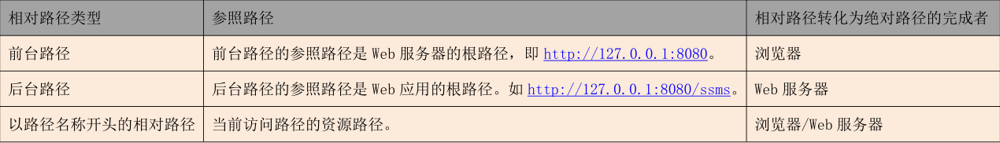 相对路径类型 参照路径 相对路径转化为绝对路径的完成者
前台路径 前台路径的参照路径是 Web 服务器的根路径，即 http://127.0.0.1:8080。 浏览器
后台路径 后台路径的参照路径是 Web 应用的根路径。如 http://127.0.0.1:8080/ssms。 Web 服务器
以路径名称开头的相对路径 当前访问路径的资源路径。 浏览器/Web 服务器